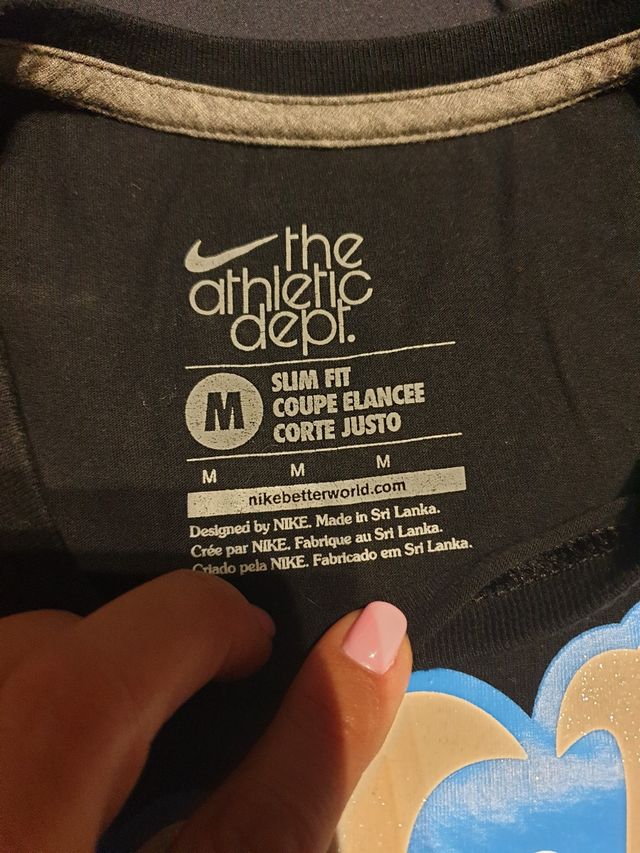 the
athletic
dept.
M
SLIM FIT
COUPE ELANCEE
CORTE JUSTO
M M M
nikebetterworld.com
Designed by NIKE. Made in Sri Lanka.
Crée par NIKE. Fabrique au Sri Lanka.
Criado pela NIKE. Fabricado em Sri Lanka.